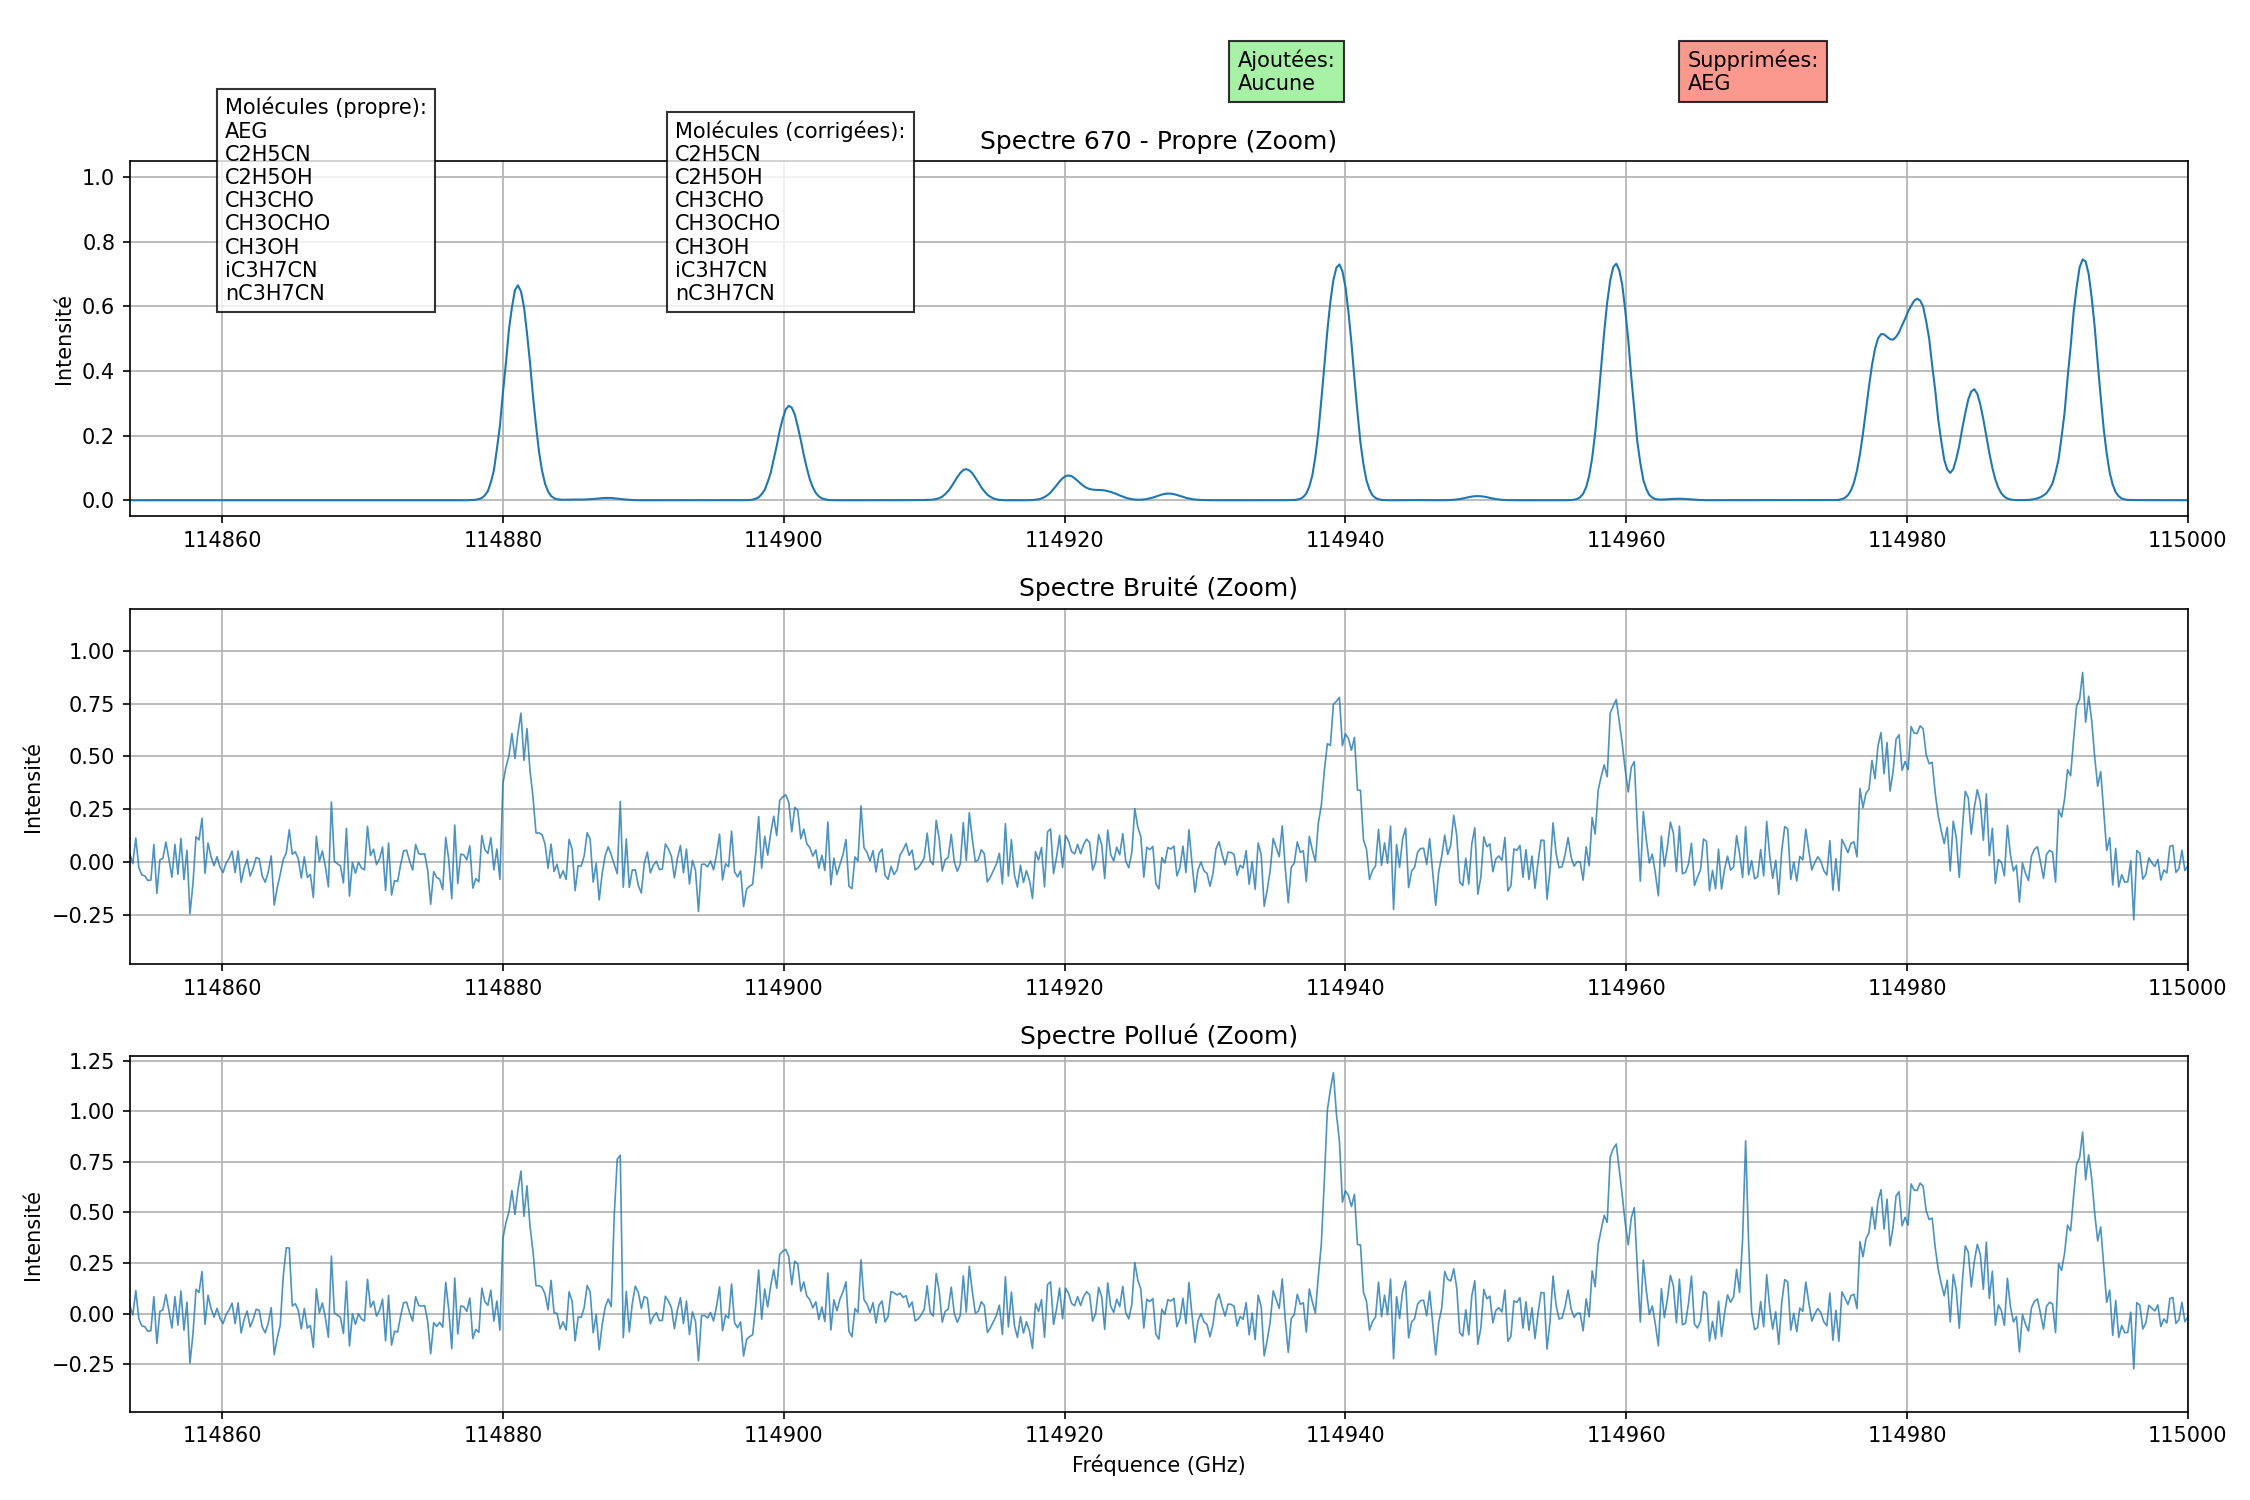 Ajoutées:
Aucune
Supprimées:
AEG
Molécules (propre):
AEG
C2H5CN
C2H5OH
CH3CHO
CH3OCHO
CH3OH
iC3H7CN
nC3H7CN
Molécules (corrigées):
C2H5CN
C2H5OH
CH3CHO
CH3OCHO
CH3OH
iC3H7CN
nC3H7CN
Spectre 670 - Propre (Zoom)
Intensité
1.0
0.8
0.6
0.4
0.2
0.0
114860 114880 114900 114920 114940 114960 114980 115000
Spectre Bruité (Zoom)
Intensité
1.00
0.75
0.50
0.25
0.00
−0.25
114860 114880 114900 114920 114940 114960 114980 115000
Spectre Pollué (Zoom)
Intensité
1.25
1.00
0.75
0.50
0.25
0.00
−0.25
114860 114880 114900 114920 114940 114960 114980 115000
Fréquence (GHz)